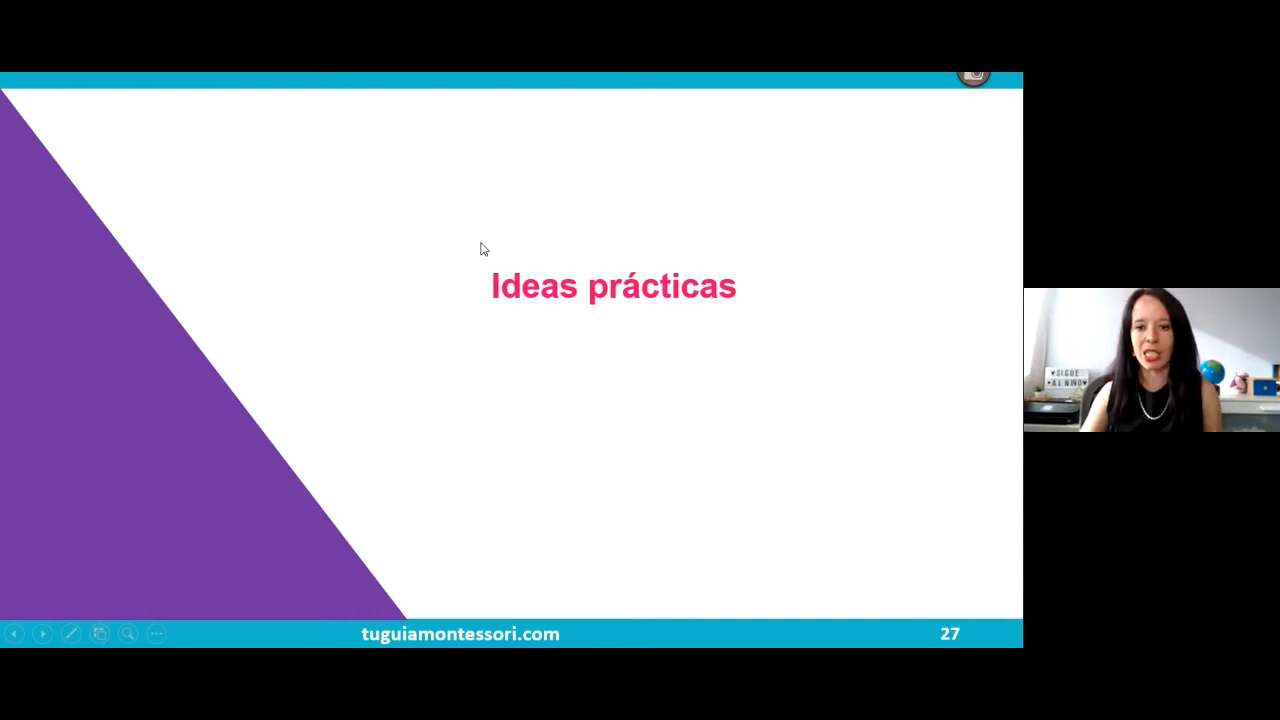 Ideas prácticas
♥SIGUE
♥AL NIÑO♥
tuguiamontessori.com
27